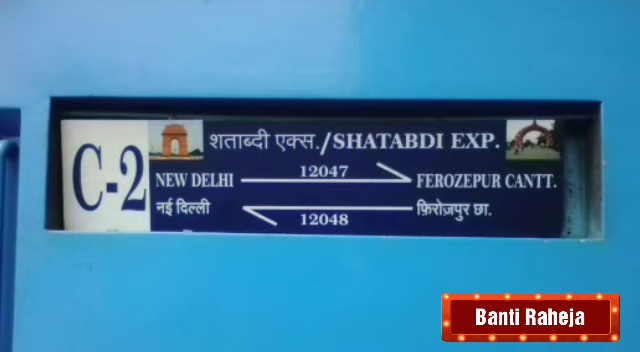 C-2
शताब्दी एक्स./SHATABDI EXP.
12047
NEW DELHI FEROZEPUR CANTT.
नई दिल्ली फ़िरोज़पुर छा.
12048
Banti Raheja